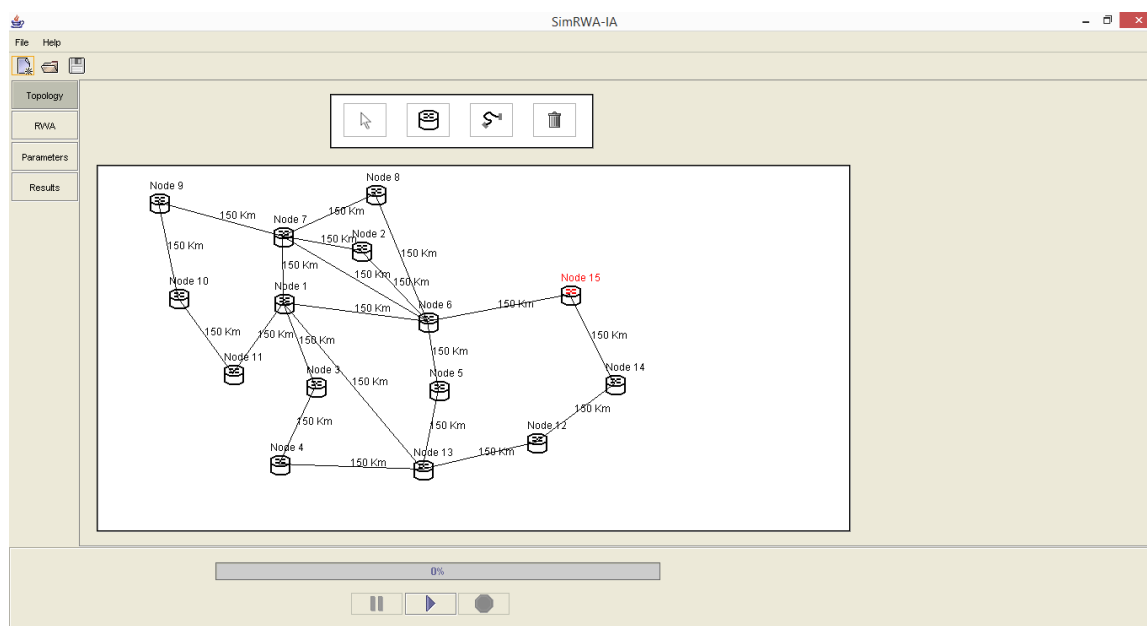 SimRWA-IA
File Help
Topology
RWA
Parameters
Results
Node 8
Node 9
150 Km
150 Km
Node 7
150 Km
Node 2
150 Km
150 Km
150 Km
150 Km
150 Km
Node 15
Node 10
Node 1
150 Km
Node 6
150 Km
150 Km
150 Km
150 Km
150 Km
150 Km
Node 11
Node 3
Node 5
Node 14
150 Km
150 Km
150 Km
150 Km
Node 12
Node 4
Node 13
150 Km
150 Km
0%